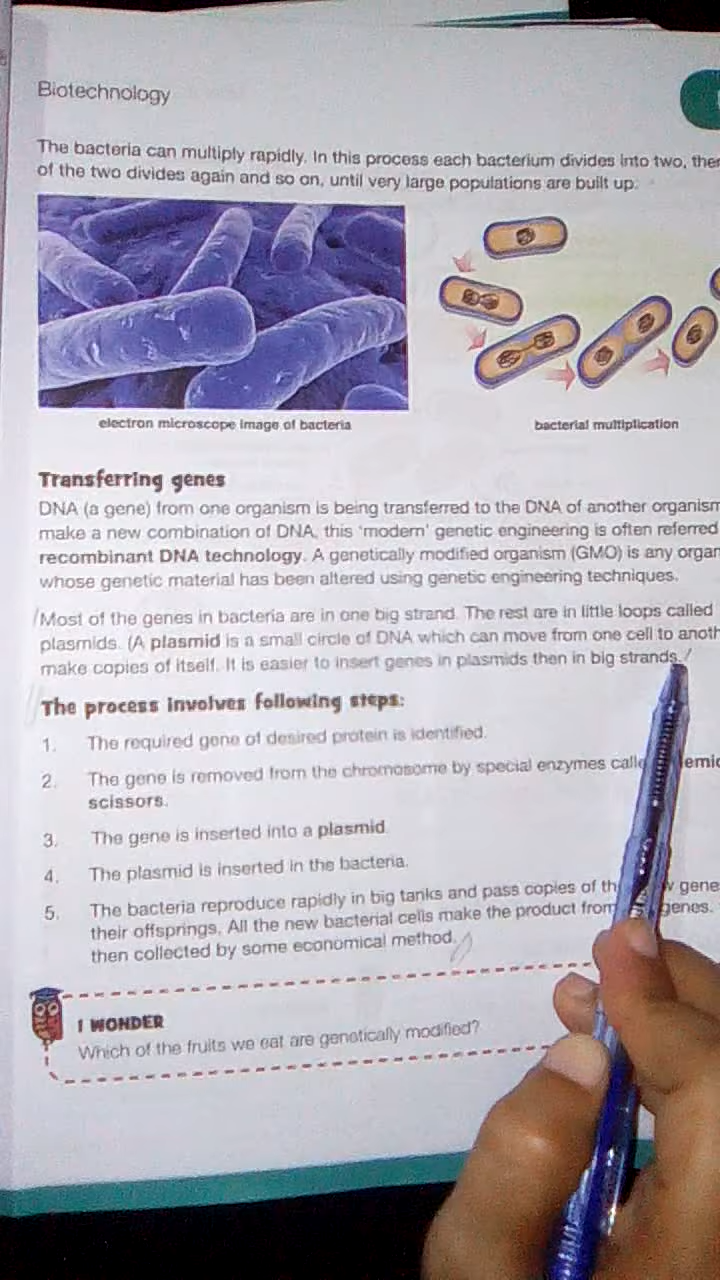 Biotechnology
The bacteria can multiply rapidly. In this process each bacterium divides into two, then
of the two divides again and so on, until very large populations are built up.
electron microscope image of bacteria
bacterial multiplication
Transferring genes
DNA (a gene) from one organism is being transferred to the DNA of another organism
make a new combination of DNA, this 'modern' genetic engineering is often referred
recombinant DNA technology. A genetically modified organism (GMO) is any organ
whose genetic material has been altered using genetic engineering techniques.
Most of the genes in bacteria are in one big strand. The rest are in little loops called
plasmids. (A plasmid is a small circle of DNA which can move from one cell to anoth
make copies of itself. It is easier to insert genes in plasmids then in big strands.
The process involves following steps:
1. The required gene of desired protein is identified.
2. The gene is removed from the chromosome by special enzymes calle emic
scissors.
3. The gene is inserted into a plasmid.
4. The plasmid is inserted in the bacteria.
5. The bacteria reproduce rapidly in big tanks and pass copies of th w gene
their offsprings. All the new bacterial cells make the product from genes.
then collected by some economical method.
I WONDER
Which of the fruits we eat are genetically modified?